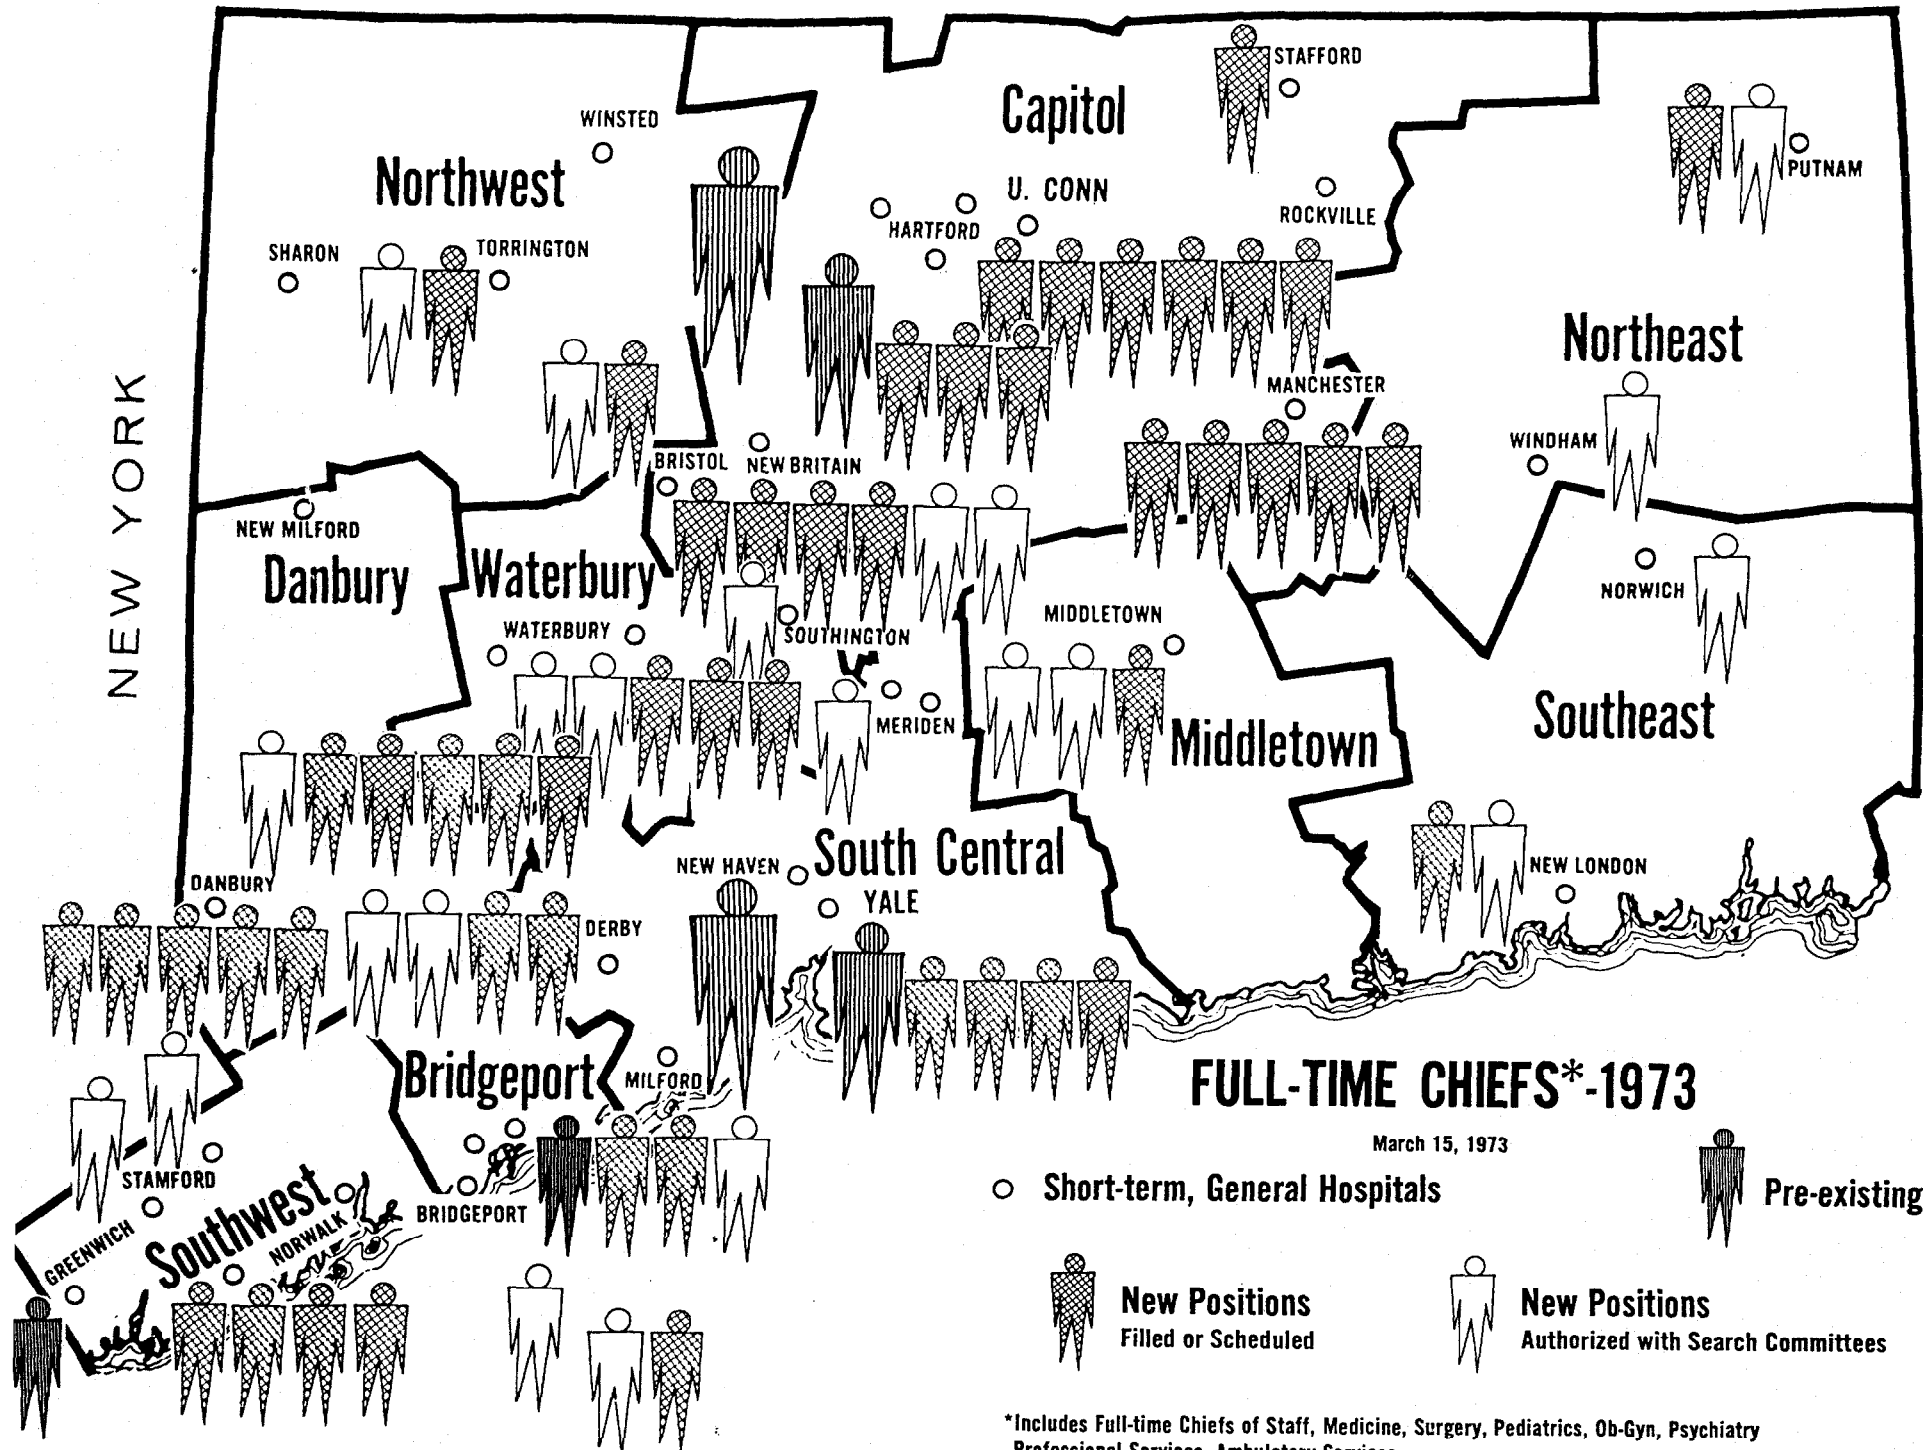 STAFFORD
Capitol
WINSTED
Northwest
PUTNAM
U. CONN
ROCKVILLE
HARTFORD
SHARON
TORRINGTON
Northeast
NEW YORK
MANCHESTER
WINDHAM
BRISTOL
NEW BRITAIN
NEW MILFORD
Danbury
Waterbury
NORWICH
MIDDLETOWN
WATERBURY
SOUTHINGTON
MERIDEN
Southeast
Middletown
South Central
NEW HAVEN
NEW LONDON
DANBURY
YALE
DERBY
Bridgeport
MILFORD
FULL-TIME CHIEFS*-1973
March 15, 1973
STAMFORD
Short-term, General Hospitals
Pre-existing
BRIDGEPORT
Southwest
NORWALK
GREENWICH
New Positions
Filled or Scheduled
New Positions
Authorized with Search Committees
*Includes Full-time Chiefs of Staff, Medicine, Surgery, Pediatrics, Ob-Gyn, Psychiatry
Professional Services, Ambulatory Services